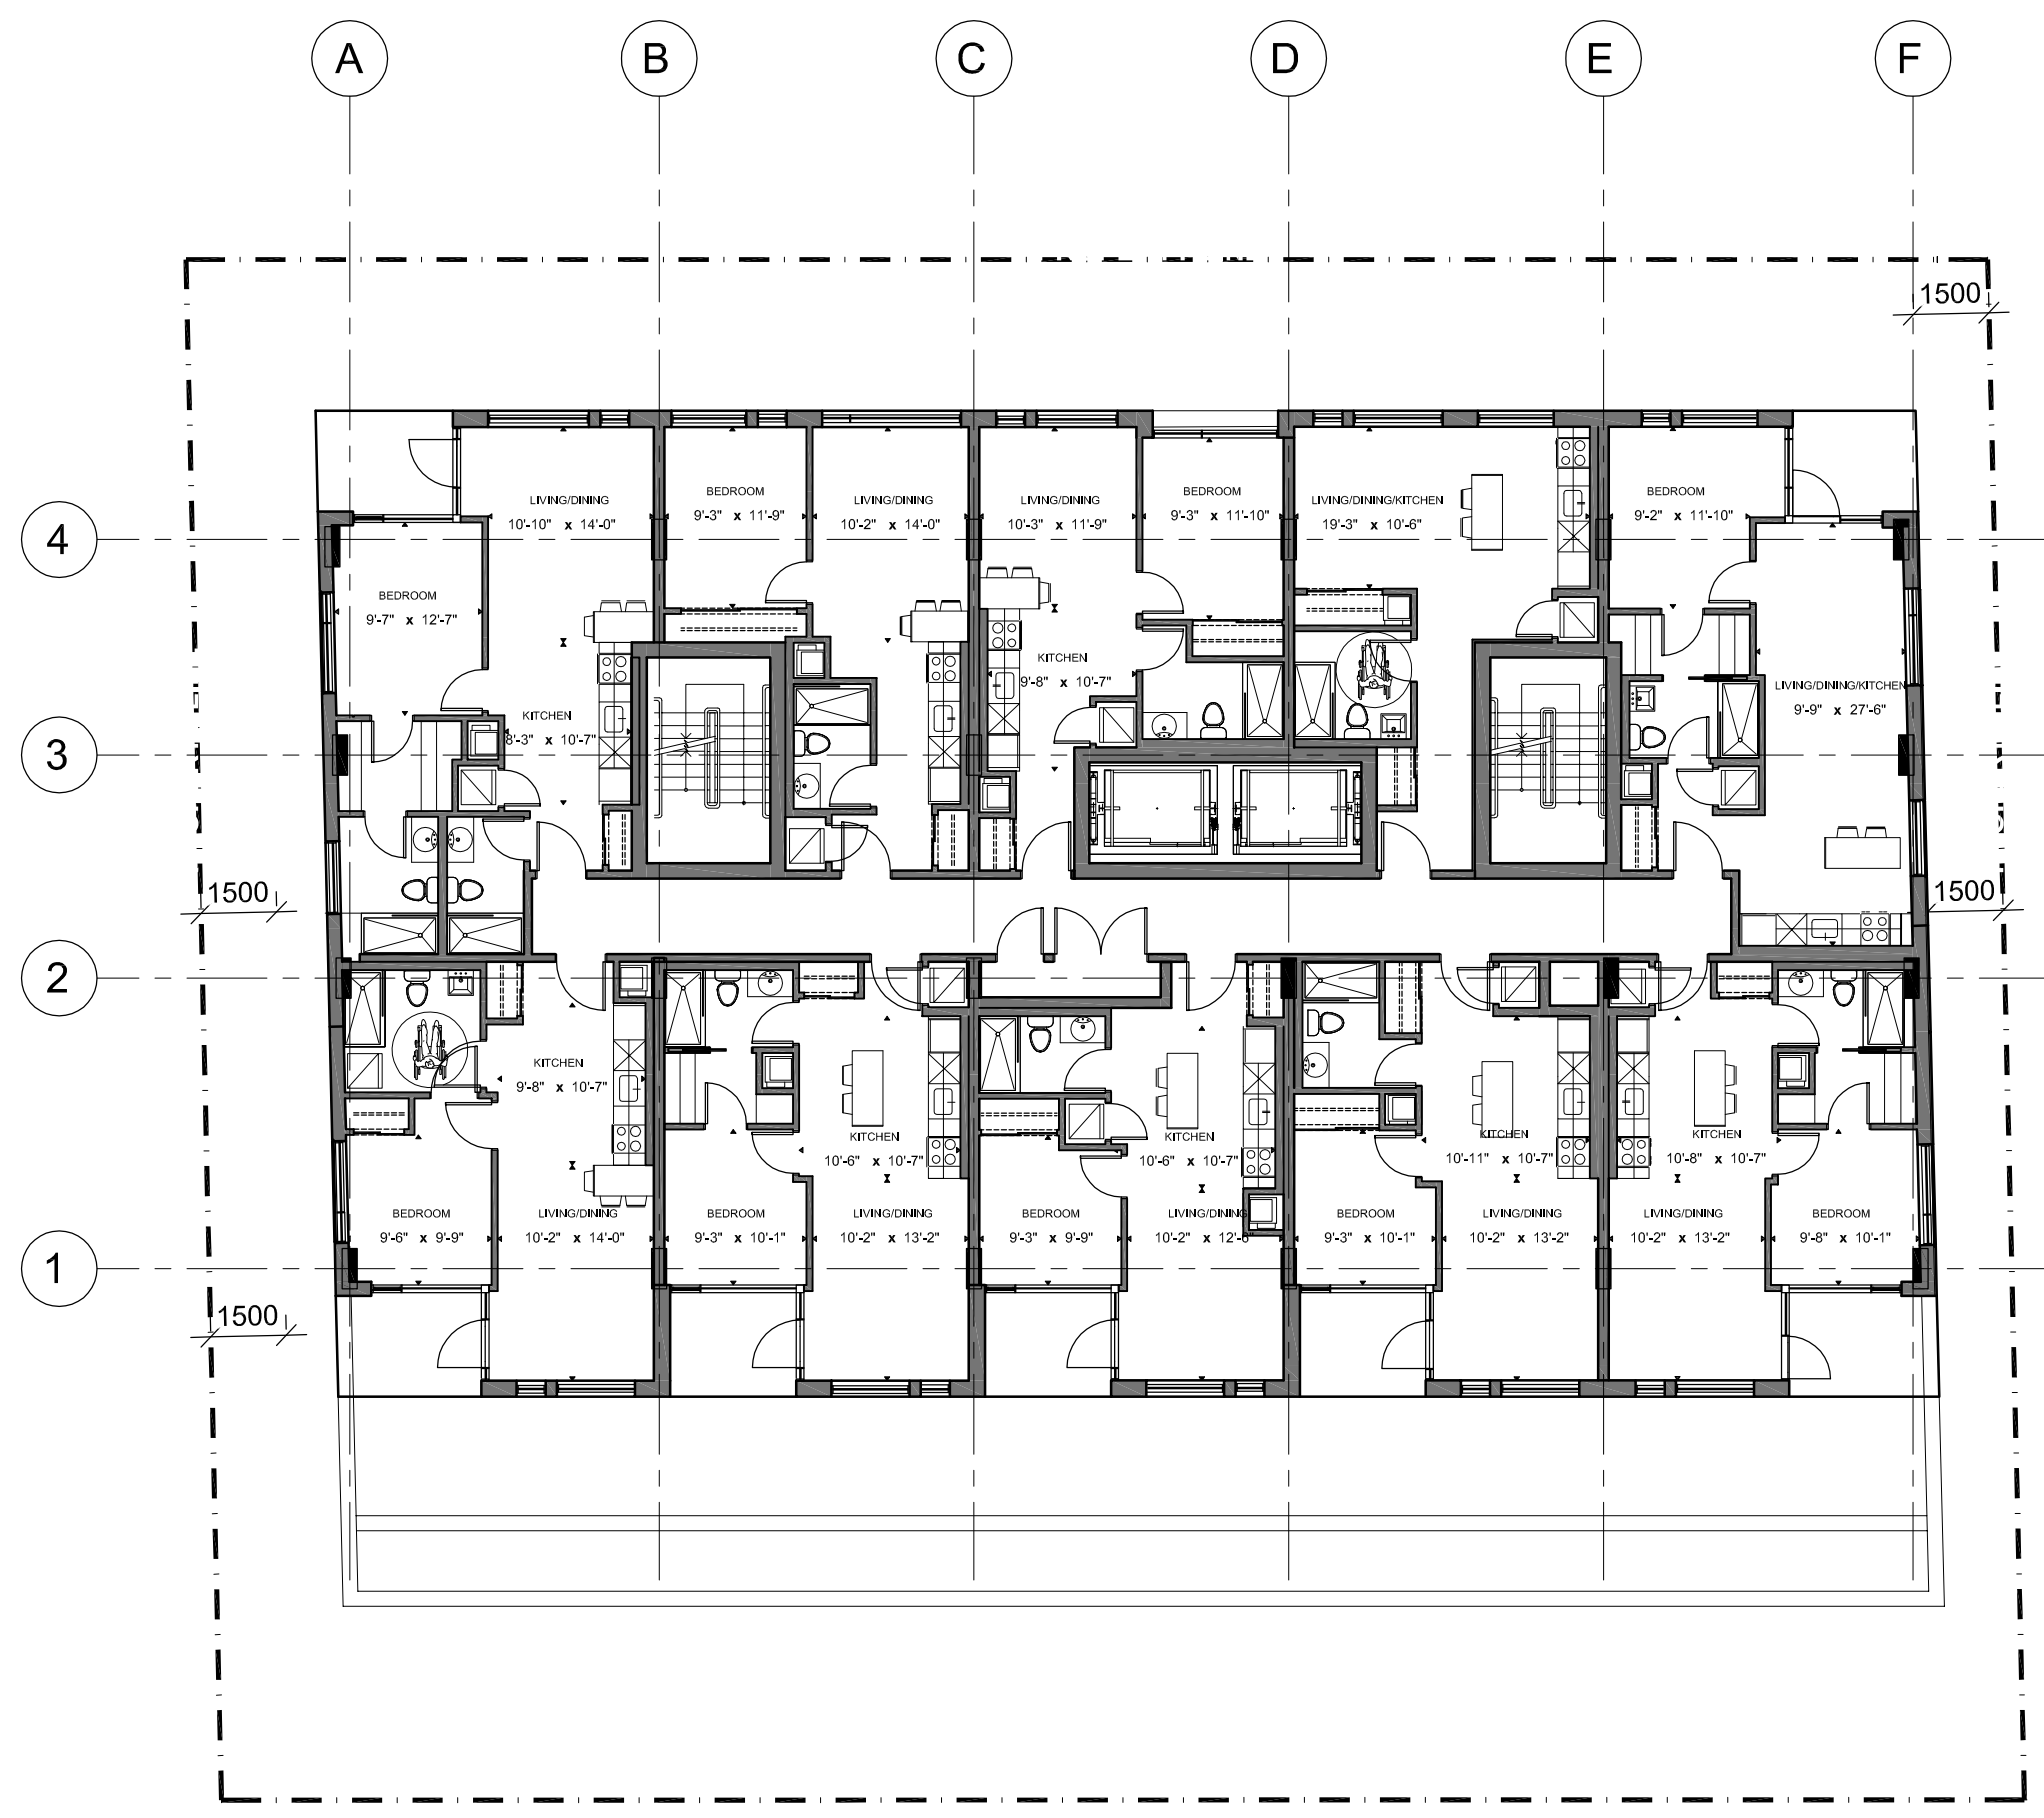 A B C D E F
1500
LIVING/DINING
10'-10" x 14'-0"
BEDROOM
9'-3" x 11'-9"
LIVING/DINING
10'-2" x 14'-0"
LIVING/DINING
10'-3" x 11'-9"
BEDROOM
9'-3" x 11'-10"
LIVING/DINING/KITCHEN
19'-3" x 10'-6"
BEDROOM
9'-2" x 11'-10"
4
BEDROOM
9'-7" x 12'-7"
KITCHEN
9'-8" x 10'-7"
LIVING/DINING/KITCHEN
9'-9" x 27'-6"
KITCHEN
8'-3" x 10'-7"
3
1500
1500
2
KITCHEN
9'-8" x 10'-7"
KITCHEN
10'-6" x 10'-7"
KITCHEN
10'-6" x 10'-7"
KITCHEN
10'-11" x 10'-7"
KITCHEN
10'-8" x 10'-7"
BEDROOM
9'-6" x 9'-9"
LIVING/DINING
10'-2" x 14'-0"
BEDROOM
9'-3" x 10'-1"
LIVING/DINING
10'-2" x 13'-2"
BEDROOM
9'-3" x 9'-9"
LIVING/DINING
10'-2" x 12'-6"
BEDROOM
9'-3" x 10'-1"
LIVING/DINING
10'-2" x 13'-2"
LIVING/DINING
10'-2" x 13'-2"
BEDROOM
9'-8" x 10'-1"
1
1500